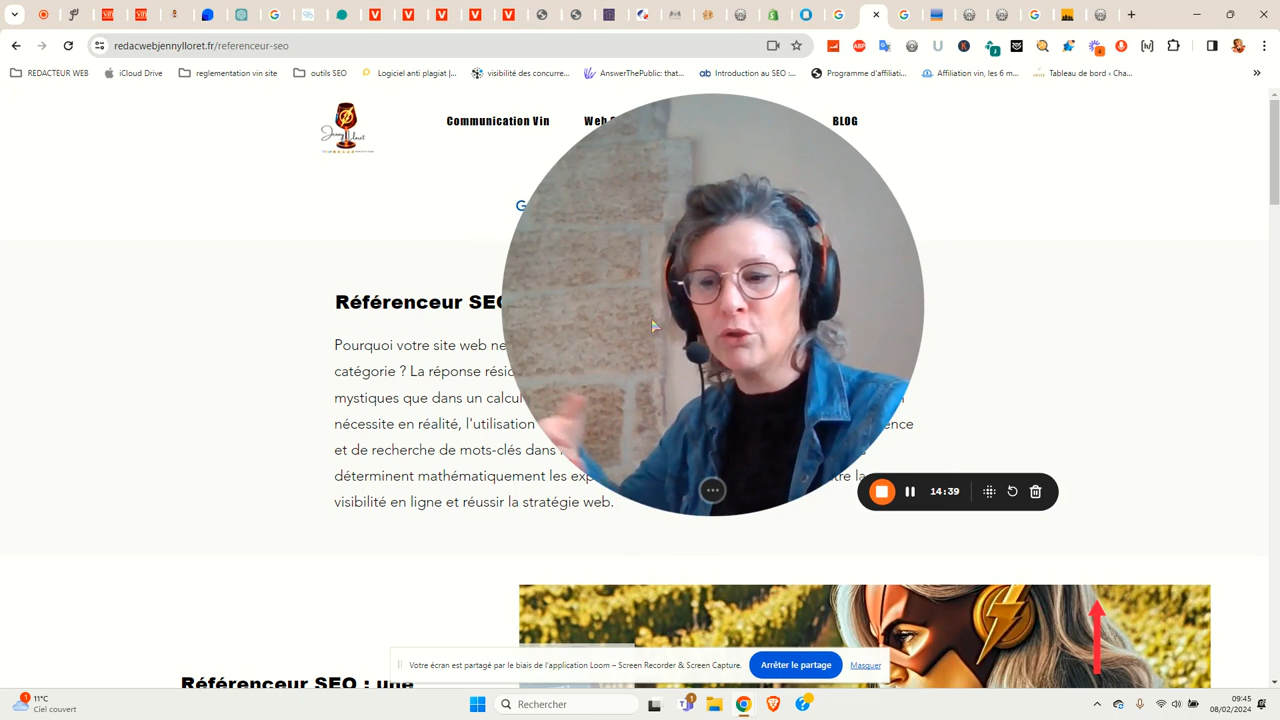 redacwebjennylloret.fr/referenceur-seo
REDACTEUR WEB
iCloud Drive
reglementation vin site
outils SEO
Logiciel anti plagiat |...
visibilité des concurre...
AnswerThePublic: that...
Introduction au SEO :...
Programme d'affiliati...
Affiliation vin, les 6 m...
Tableau de bord ‹ Cha...
Communication Vin
Web
BLOG
Référenceur SEO
Pourquoi votre site web ne
catégorie ? La réponse résid
mystiques que dans un calcul
nécessite en réalité, l'utilisation
et de recherche de mots-clés dans
déterminent mathématiquement les exp
visibilité en ligne et réussir la stratégie web.
14:39
Votre écran est partagé par le biais de l'application Loom – Screen Recorder & Screen Capture.
Arrêter le partage
Masquer
Référenceur SEO : une
1
11°C
Ciel couvert
Rechercher
09:45
08/02/2024